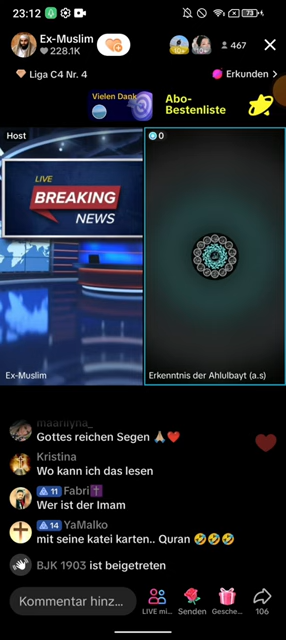 23:12
73
Ex-Muslim
228.1K
467
Liga C4 Nr. 4
Erkunden
Vielen Dank
Abo-
Bestenliste
Host
0
LIVE
BREAKING
NEWS
Ex-Muslim
Erkenntnis der Ahlulbayt (a.s)
Gottes reichen Segen 🙏🏼❤️
Kristina
Wo kann ich das lesen
11 Fabri✝️
Wer ist der Imam
14 YaMalko
mit seine katei karten.. Quran 🤣🤣🤣
BJK 1903 ist beigetreten
Kommentar hinz...
LIVE mi...
Senden
Gesche...
106